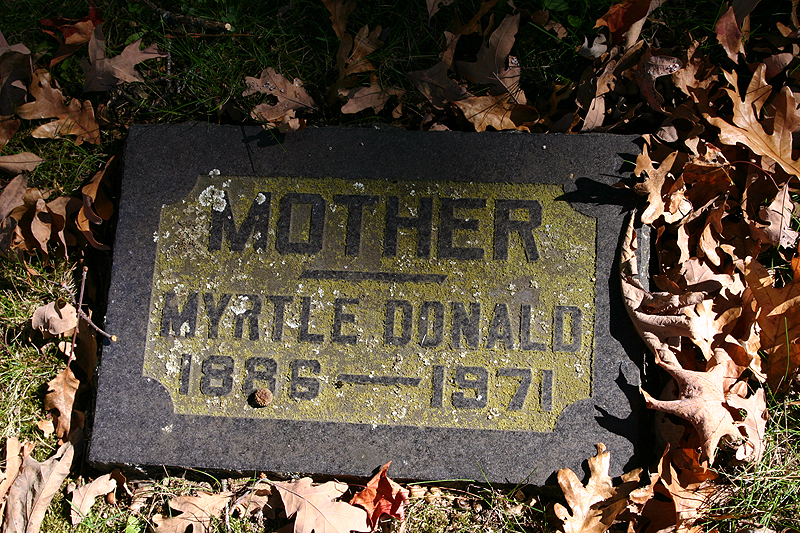 MOTHER
MYRTLE DONALD
1886 — 1971